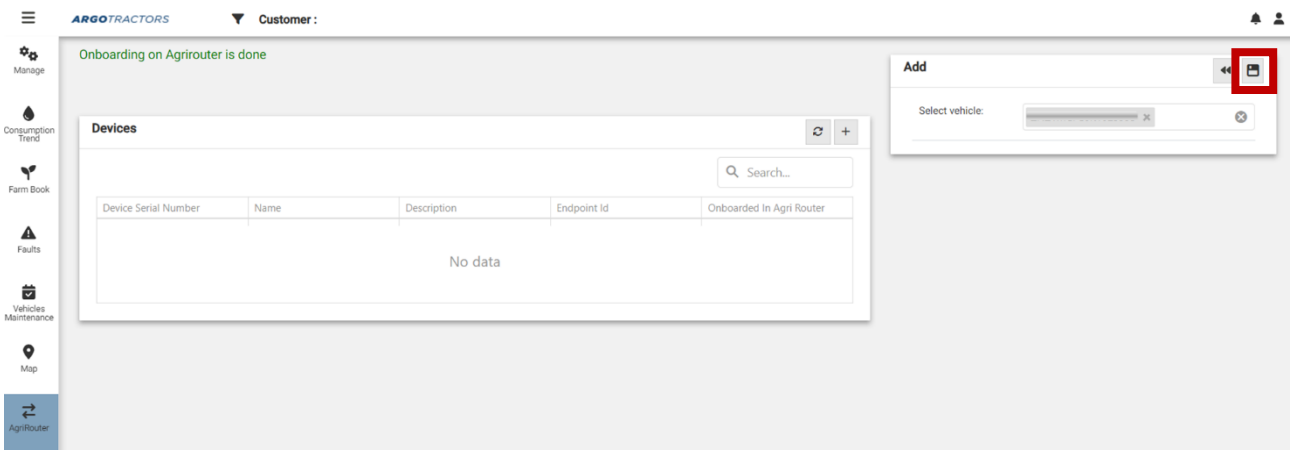 ARGOTRACTORS
Customer :
Manage
Consumption
Trend
Farm Book
Faults
Vehicles
Maintenance
Map
AgriRouter
Onboarding on Agrirouter is done
Devices
Search...
Device Serial Number Name Description Endpoint Id Onboarded In Agri Router
No data
Add
Select vehicle: